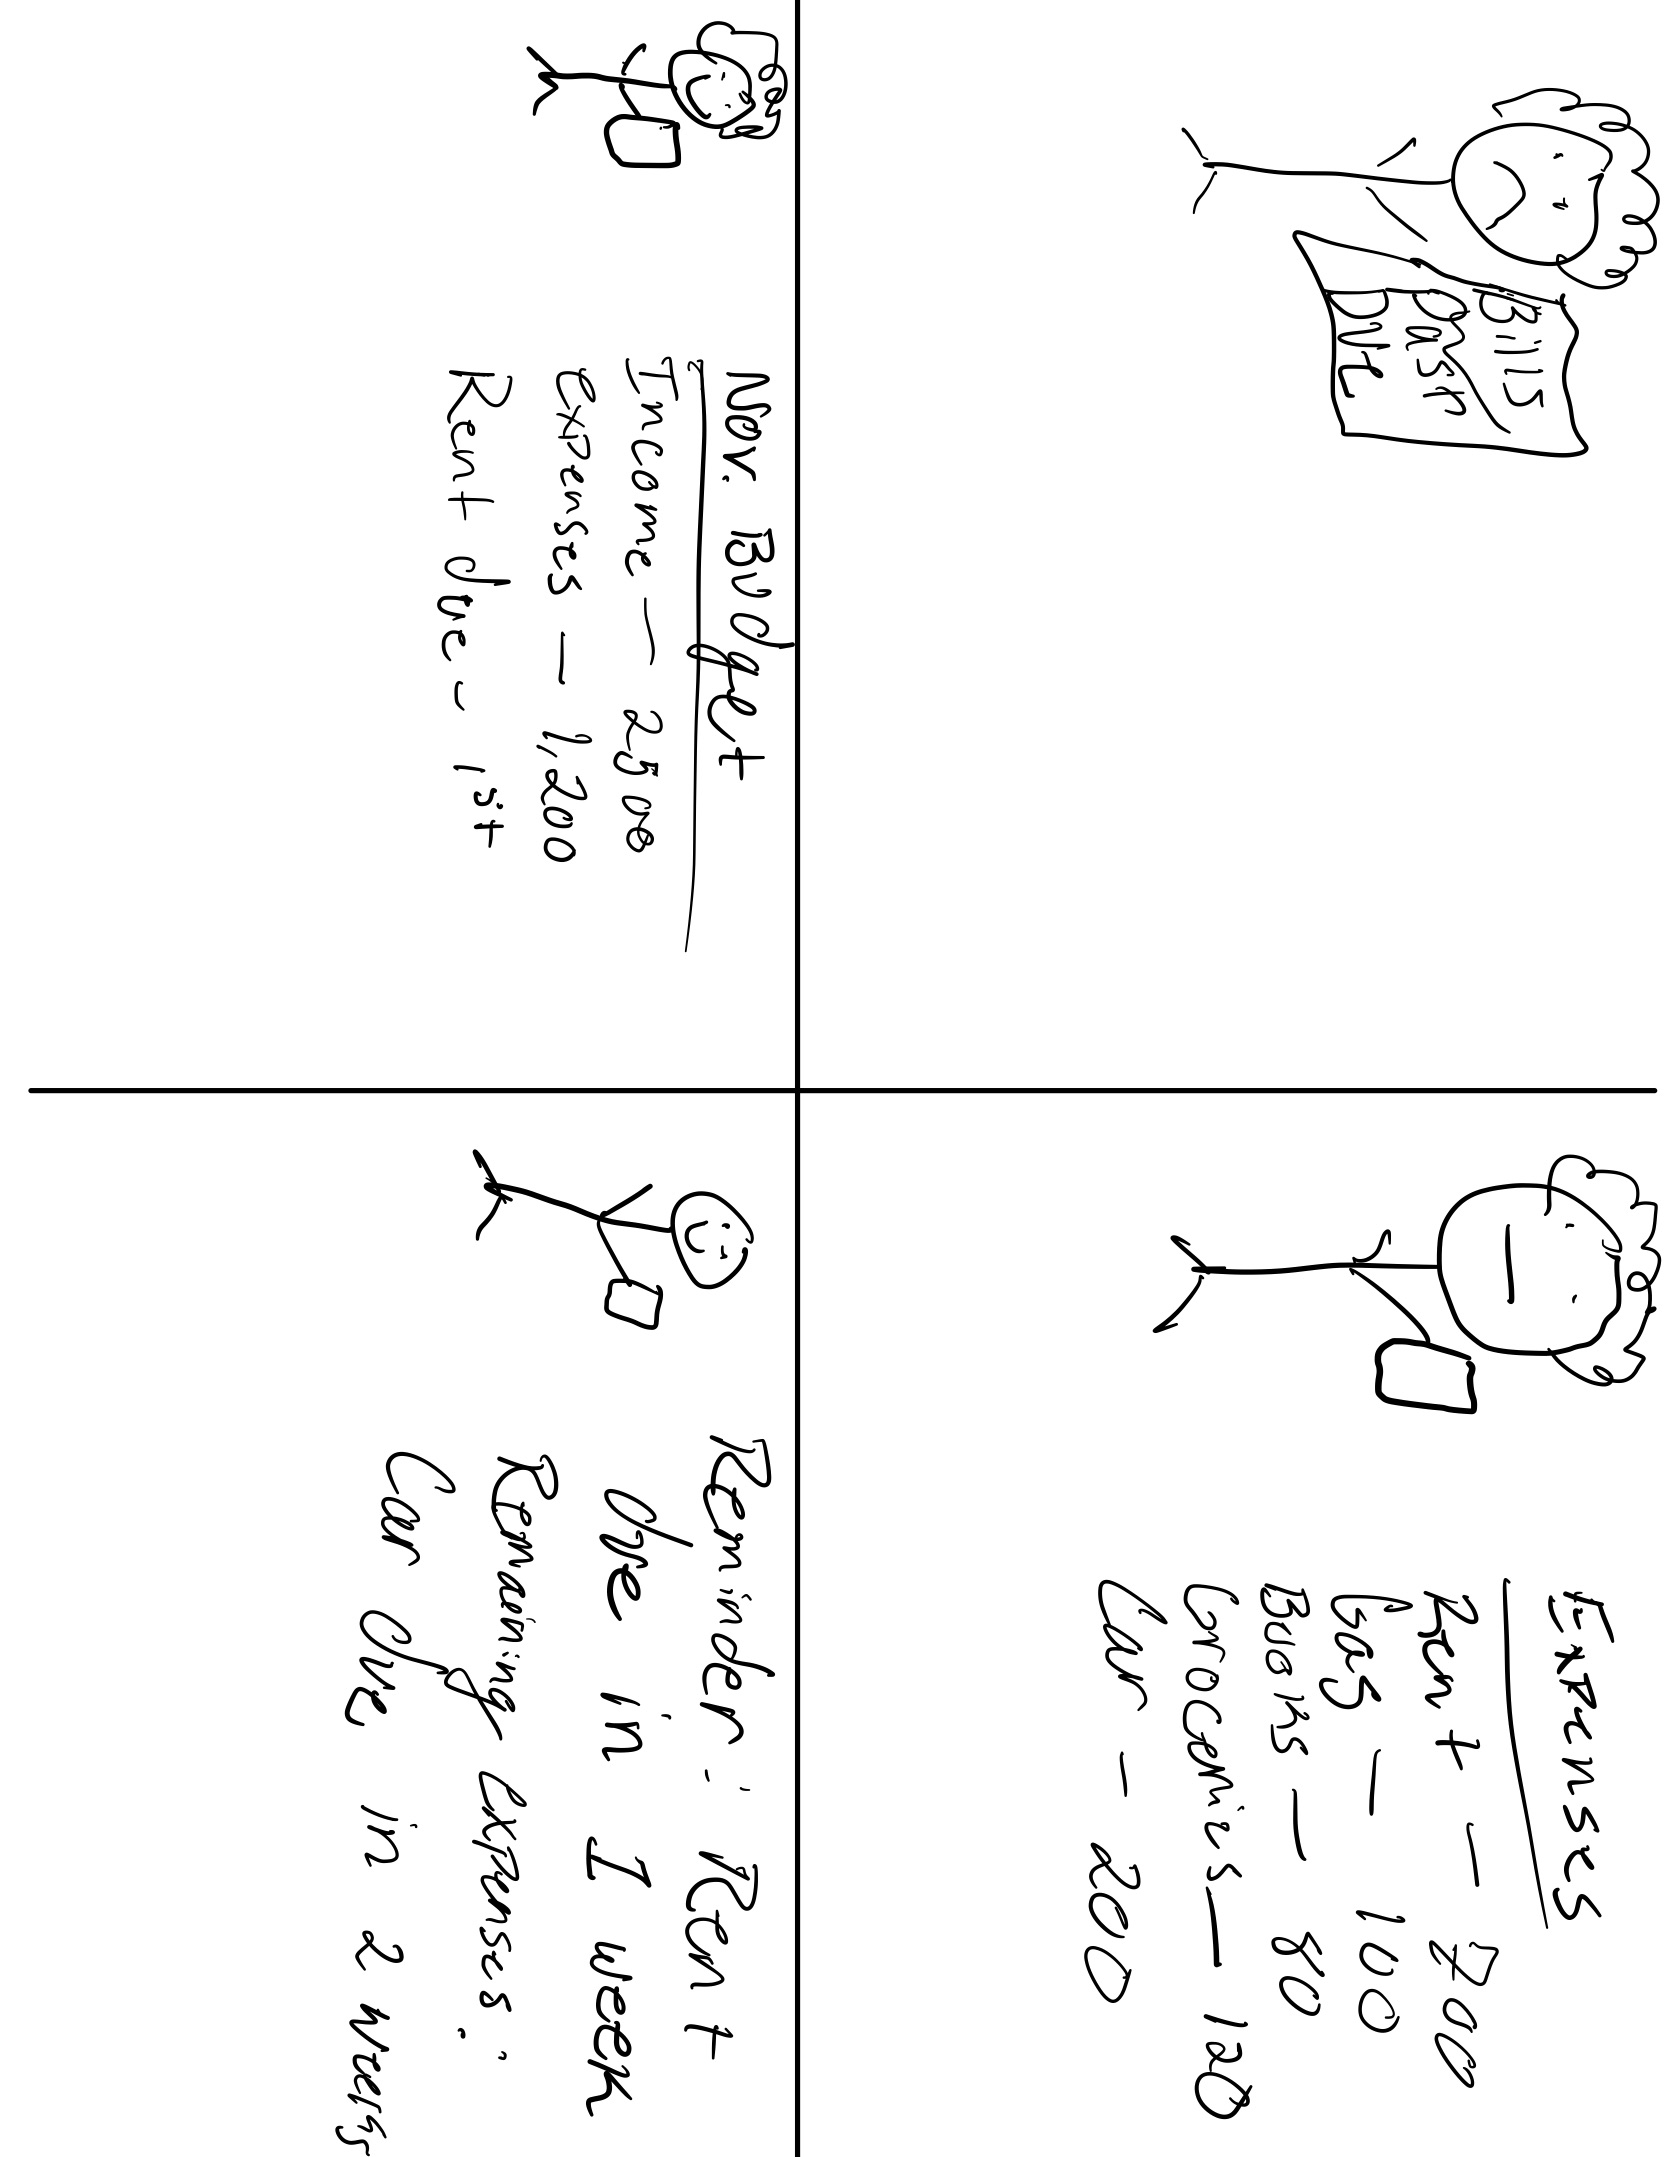 Bills
Past
Due
Expenses
Rent — 700
Gas — 100
Books — 80
Groceries — 120
Car — 200
Nov. Budget
Income — 2500
expenses — 1,200
Rent due - 1st
Reminder: Rent
due in 1 week
Remaining expenses:
Car due in 2 weeks